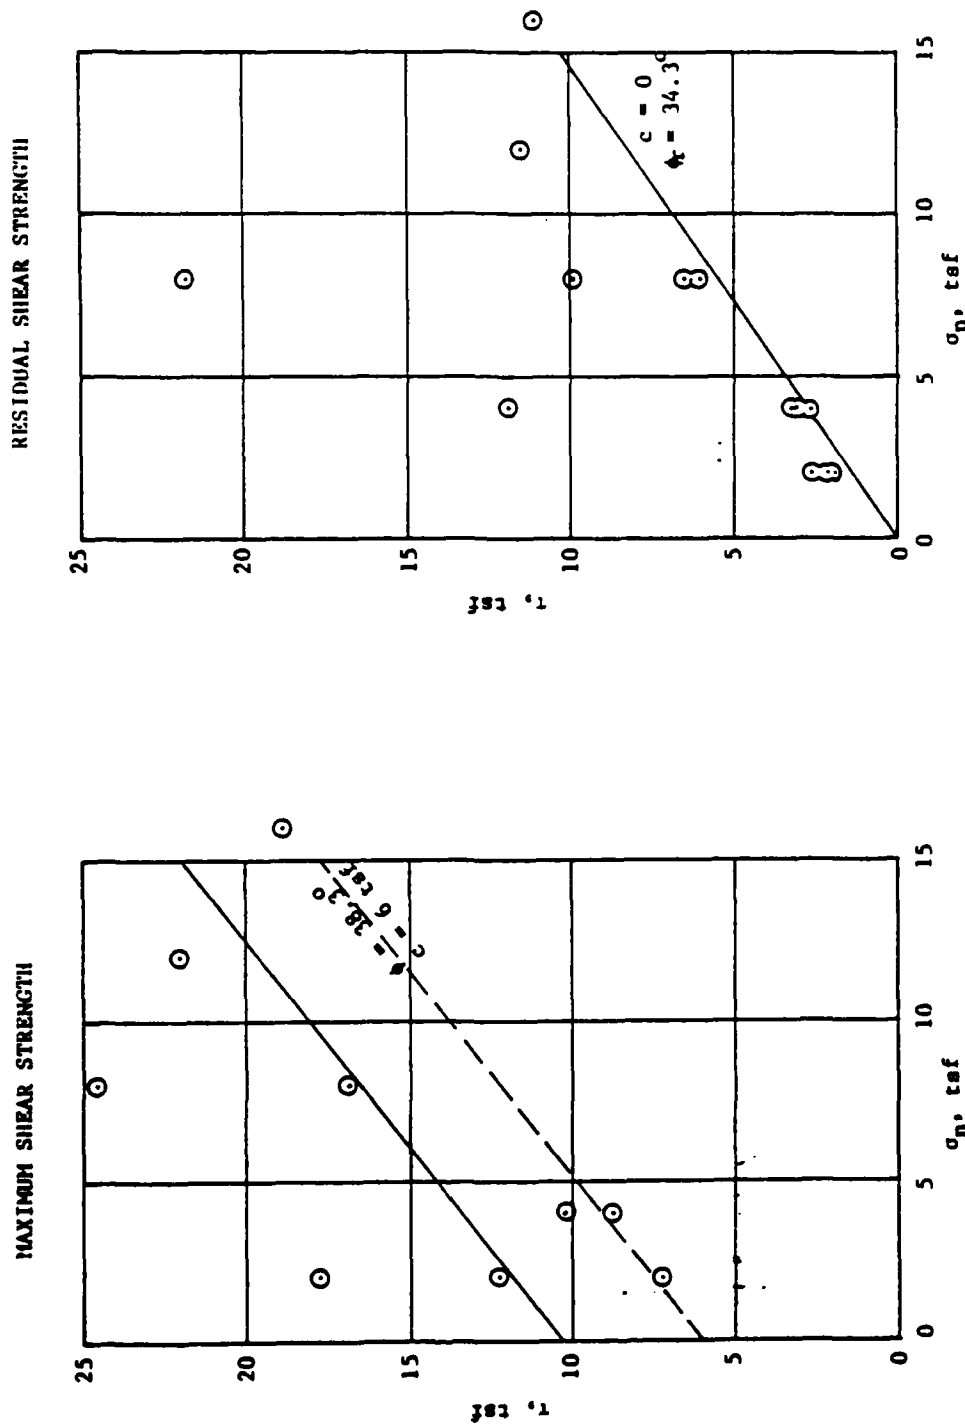 RESIDUAL SHEAR STRENGTH
25
20
15
10
5
0
τ, tsf
c = 0
ϕr = 34.3°
0
5
10
15
σn, tsf
MAXIMUM SHEAR STRENGTH
25
20
15
10
5
0
τ, tsf
ϕ = 38.3°
c = 6 tsf
0
5
10
15
σn, tsf